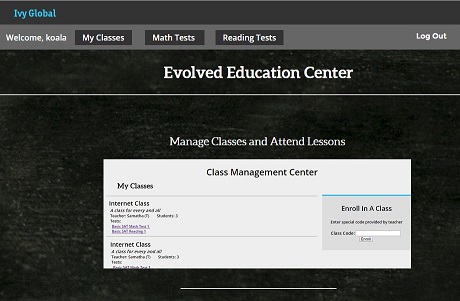 Ivy Global
Welcome, koala My Classes Math Tests Reading Tests Log Out
Evolved Education Center
Manage Classes and Attend Lessons
Class Management Center
My Classes
Internet Class
A class for every and all
Teacher: Samatha (T) Students: 3
Tests:
Basic SAT Math Test 1
Basic SAT Reading 1
Internet Class
A class for every and all
Teacher: Samatha (T) Students: 3
Tests:
Basic SAT Math Test 1
Enroll In A Class
Enter special code provided by teacher
Class Code:
Enroll